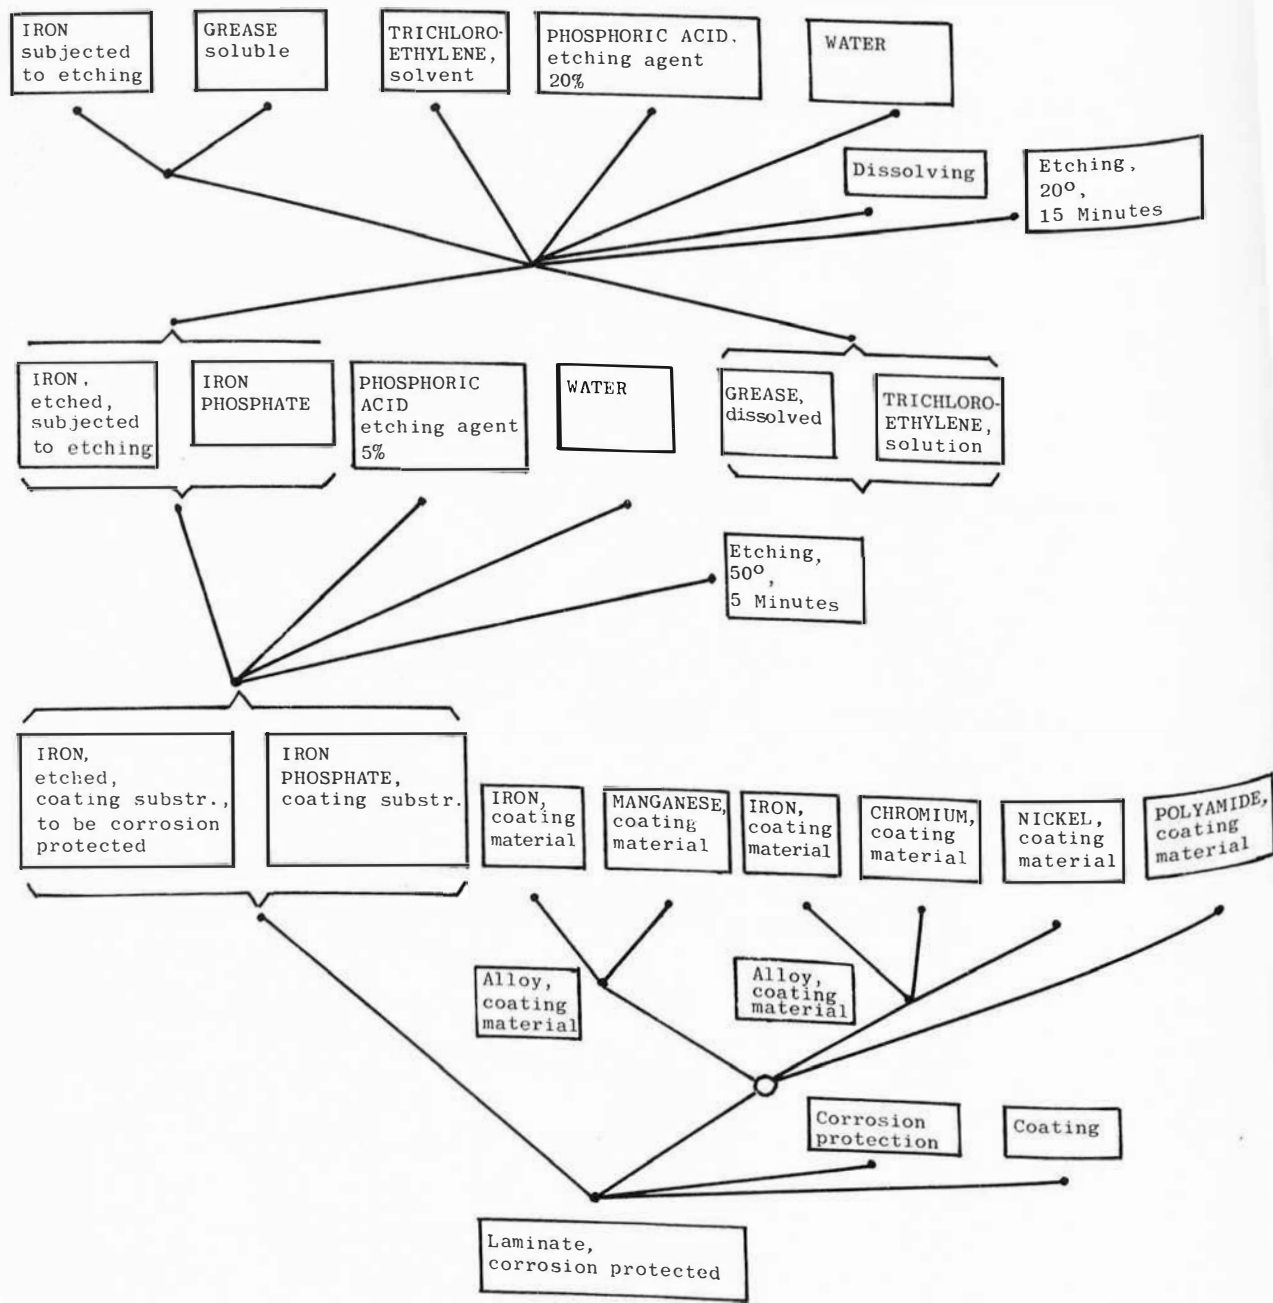 IRON
subjected
to etching
GREASE
soluble
TRICHLORO-
ETHYLENE,
solvent
PHOSPHORIC ACID.
etching agent
20%
WATER
Dissolving
Etching,
20°,
15 Minutes
IRON,
etched,
subjected
to etching
IRON
PHOSPHATE
PHOSPHORIC
ACID
etching agent
5%
WATER
GREASE,
dissolved
TRICHLORO-
ETHYLENE,
solution
Etching,
50°,
5 Minutes
IRON,
etched,
coating substr.,
to be corrosion
protected
IRON
PHOSPHATE,
coating substr.
IRON,
coating
material
MANGANESE,
coating
material
IRON,
coating
material
CHROMIUM,
coating
material
NICKEL,
coating
material
POLYAMIDE,
coating
material
Alloy,
coating
material
Alloy,
coating
material
Corrosion
protection
Coating
Laminate,
corrosion protected